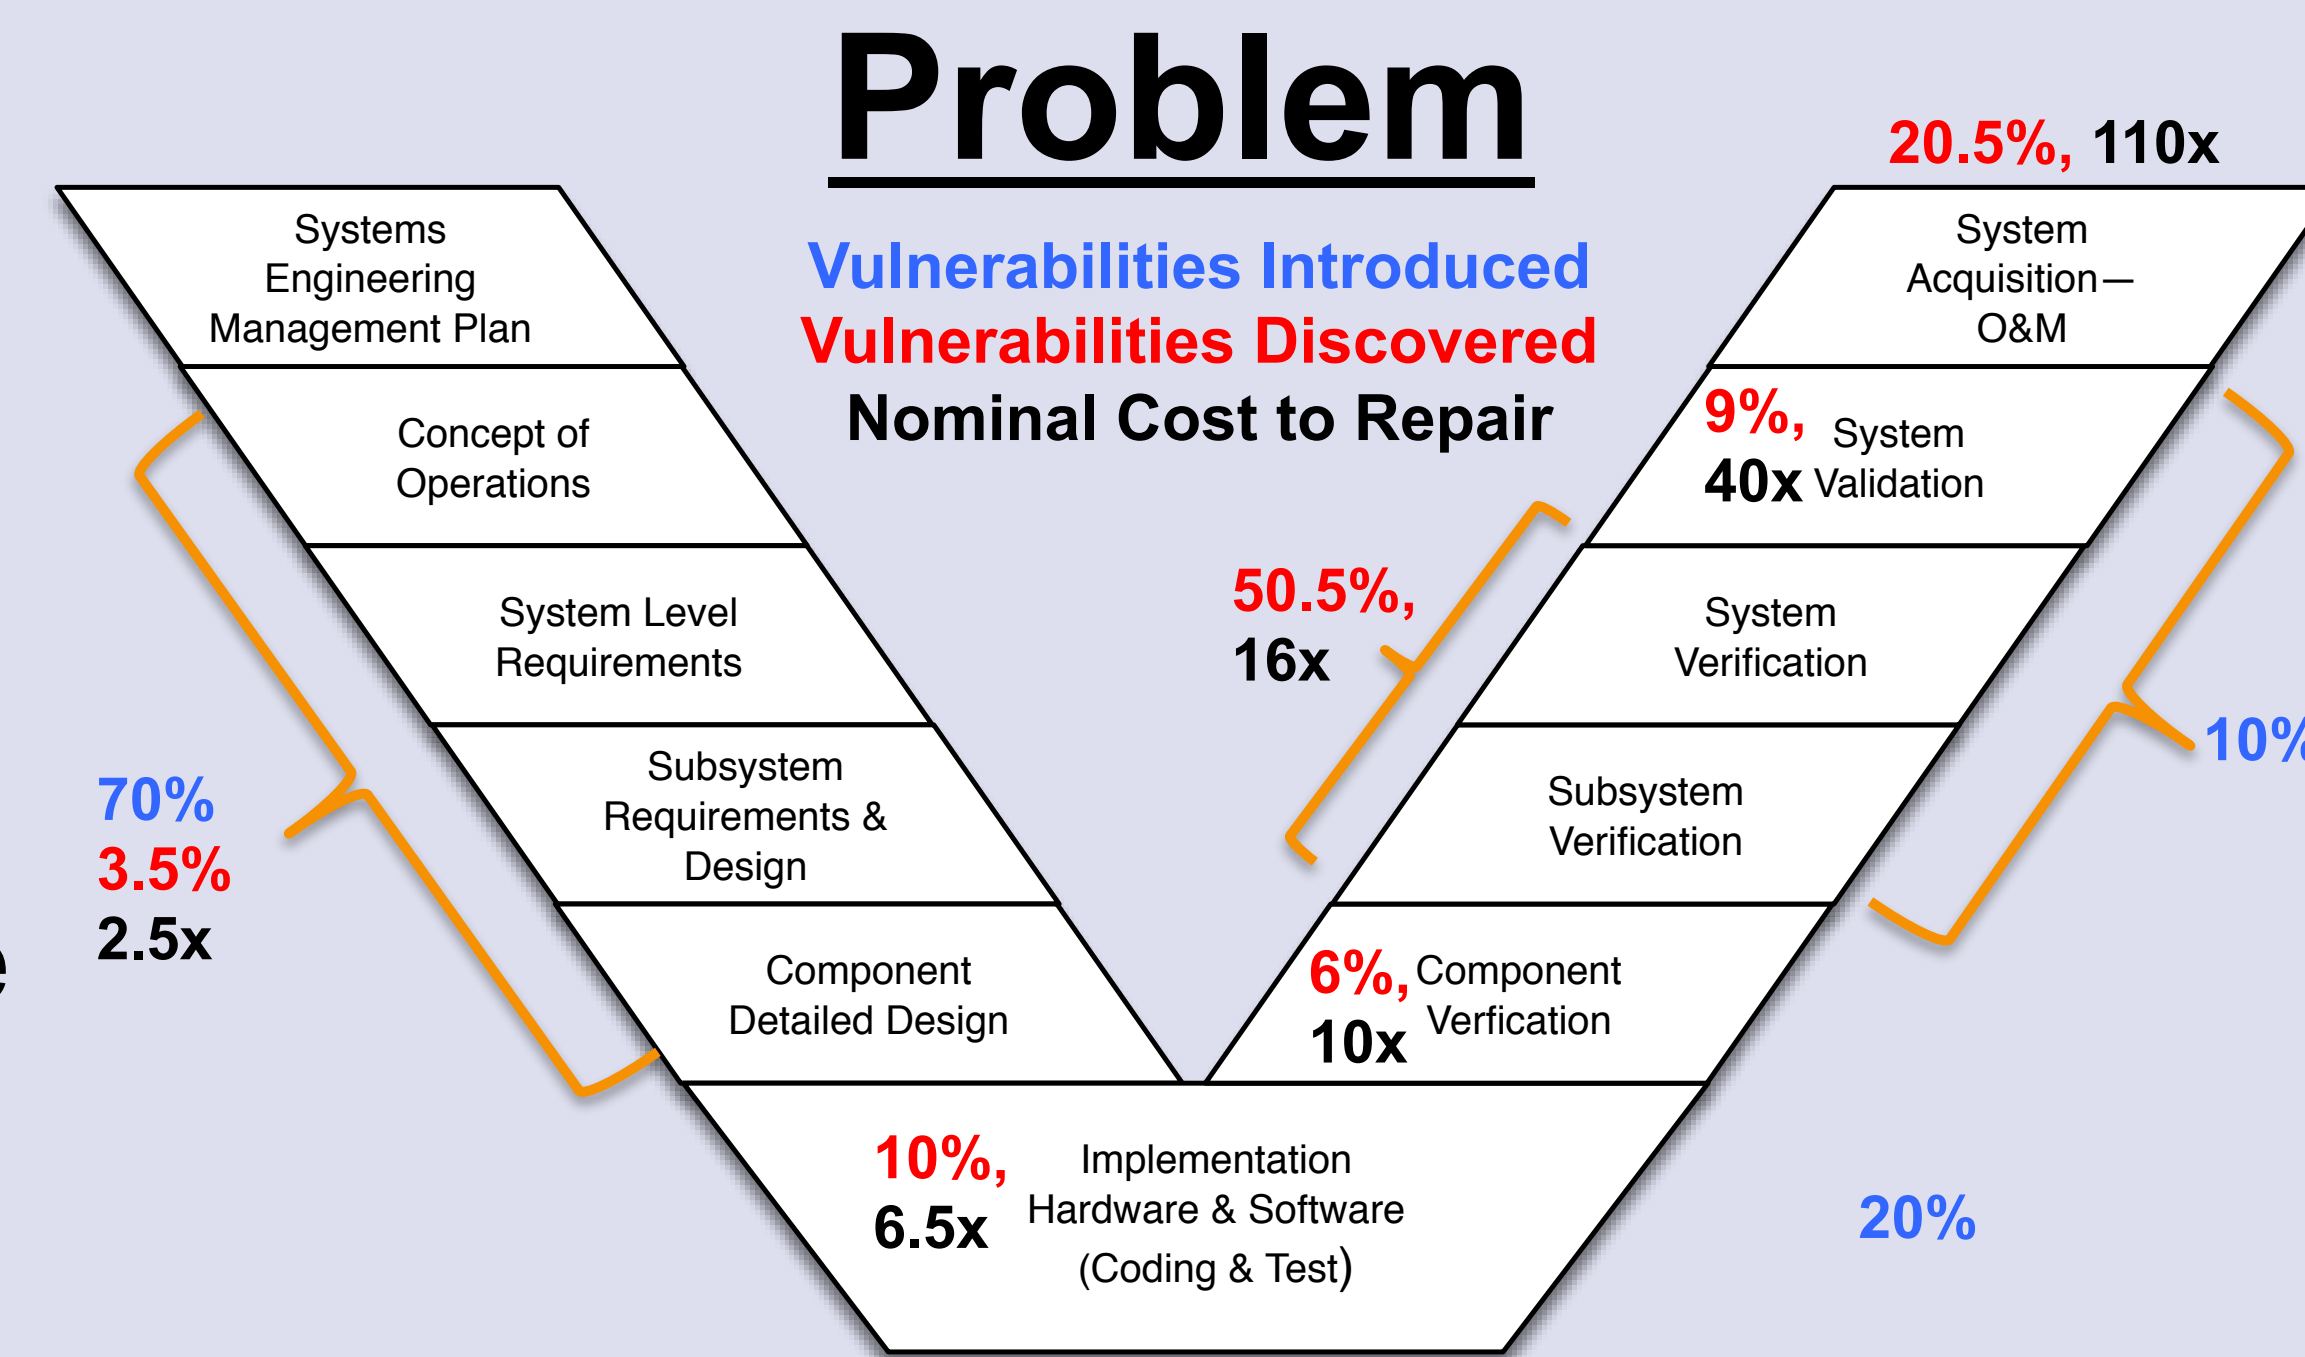 Problem
Vulnerabilities Introduced
Vulnerabilities Discovered
Nominal Cost to Repair
Systems
Engineering
Management Plan
Concept of
Operations
System Level
Requirements
Subsystem
Requirements &
Design
Component
Detailed Design
70%
3.5%
2.5x
10%,
6.5x
Implementation
Hardware & Software
(Coding & Test)
20%
6%,
10x
Component
Verfication
Subsystem
Verification
System
Verification
50.5%,
16x
9%,
40x
System
Validation
20.5%, 110x
System
Acquisition—
O&M
10%